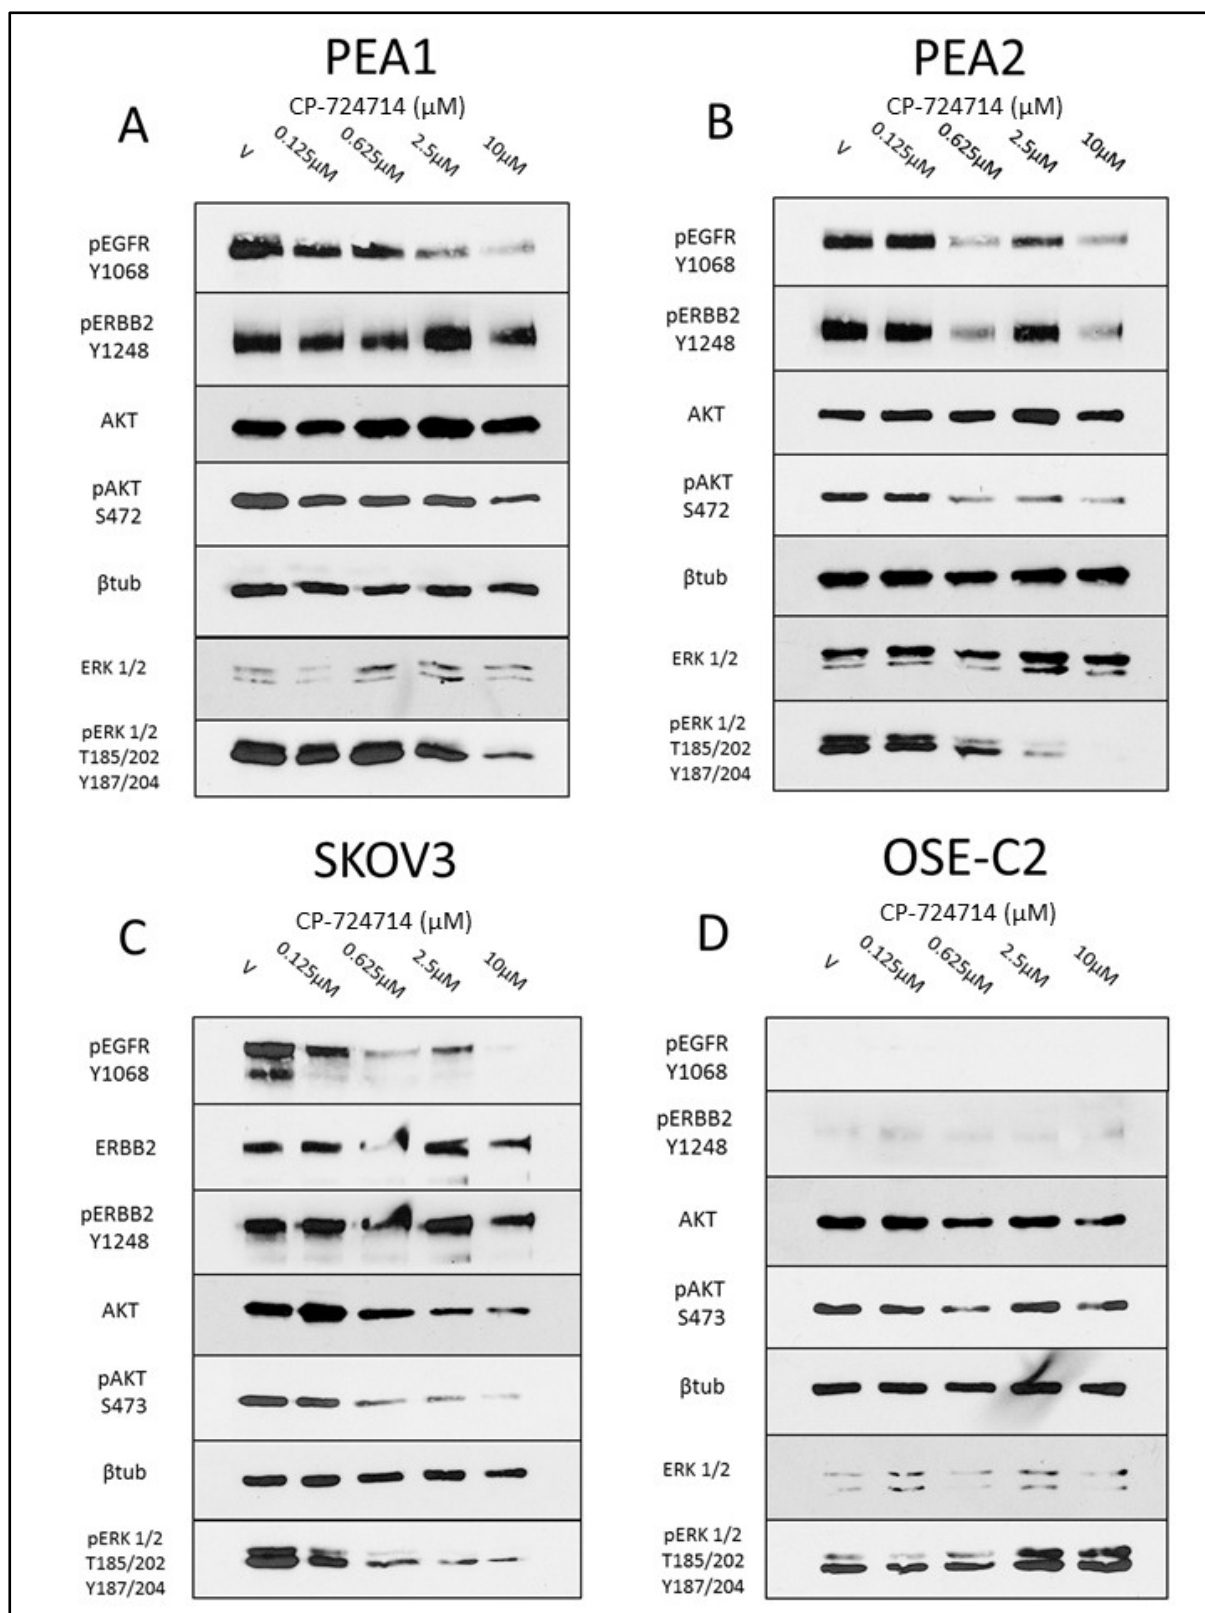 PEA1
A
CP-724714 (µM)
V 0.125µM 0.625µM 2.5µM 10µM
pEGFR
Y1068
pERBB2
Y1248
AKT
pAKT
S472
βtub
ERK 1/2
pERK 1/2
T185/202
Y187/204
PEA2
B
CP-724714 (µM)
V 0.125µM 0.625µM 2.5µM 10µM
pEGFR
Y1068
pERBB2
Y1248
AKT
pAKT
S472
βtub
ERK 1/2
pERK 1/2
T185/202
Y187/204
SKOV3
C
CP-724714 (µM)
V 0.125µM 0.625µM 2.5µM 10µM
pEGFR
Y1068
ERBB2
pERBB2
Y1248
AKT
pAKT
S473
βtub
pERK 1/2
T185/202
Y187/204
OSE-C2
D
CP-724714 (µM)
V 0.125µM 0.625µM 2.5µM 10µM
pEGFR
Y1068
pERBB2
Y1248
AKT
pAKT
S473
βtub
ERK 1/2
pERK 1/2
T185/202
Y187/204